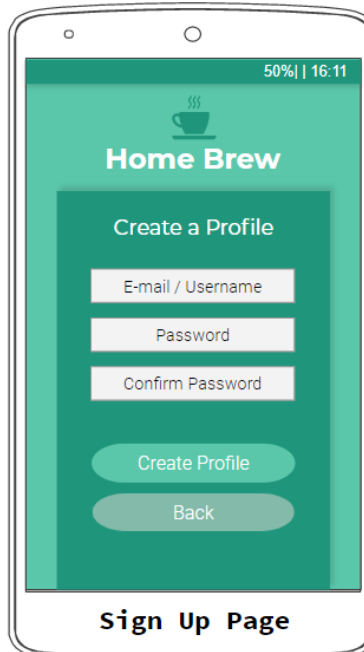 50%| | 16:11
Home Brew
Create a Profile
E-mail / Username
Password
Confirm Password
Create Profile
Back
Sign Up Page